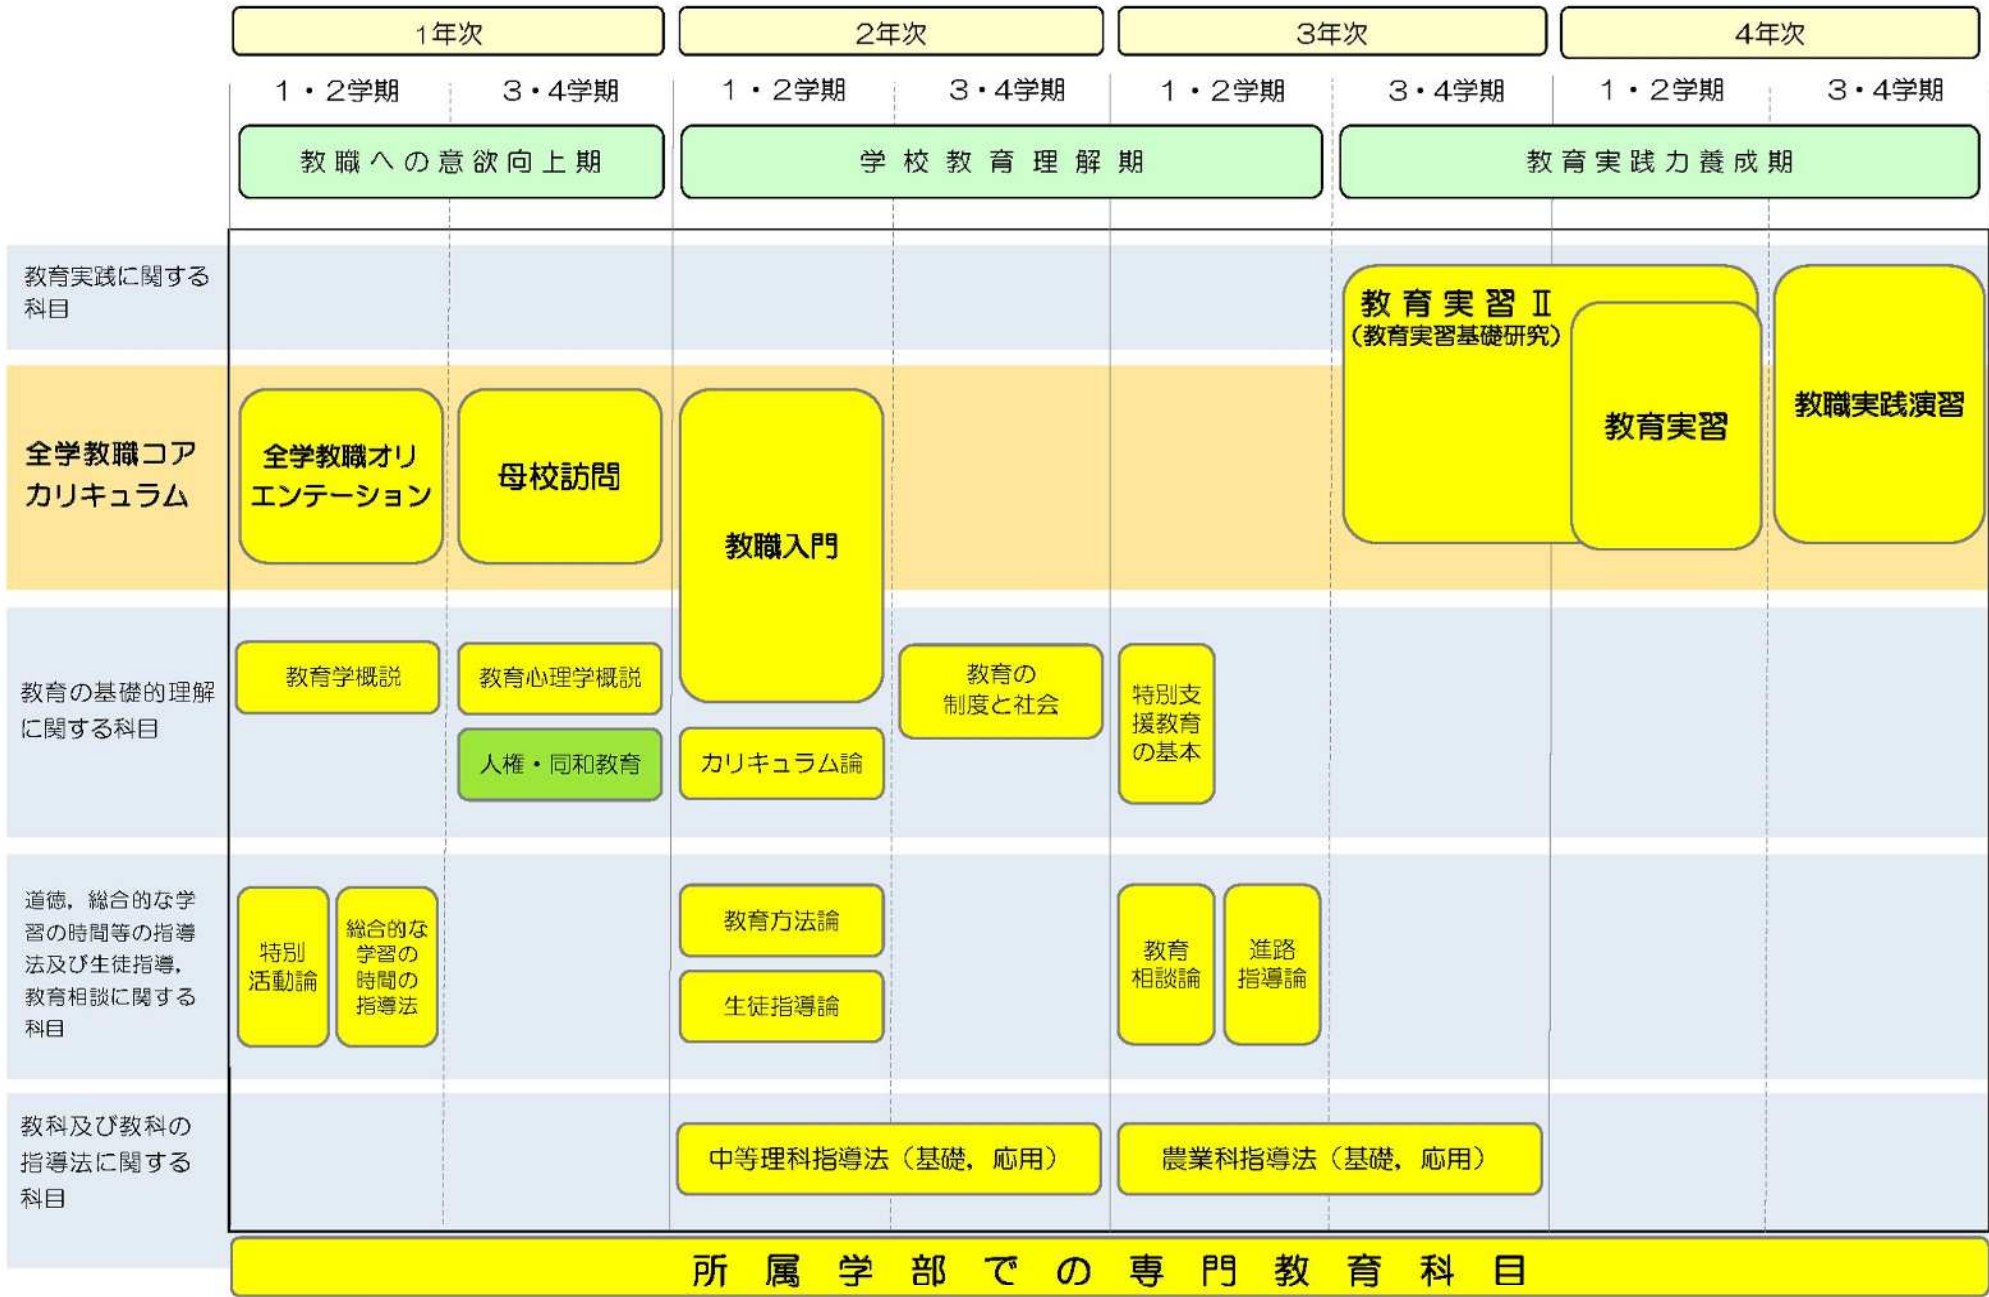 1年次
2年次
3年次
4年次
1・2学期
3・4学期
1・2学期
3・4学期
1・2学期
3・4学期
1・2学期
3・4学期
教職への意欲向上期
学校教育理解期
教育実践力養成期
教育実践に関する
科目
教育実習Ⅱ
(教育実習基礎研究)
教育実習
教職実践演習
全学教職コア
カリキュラム
全学教職オリ
エンテーション
母校訪問
教職入門
教育の基礎的理解
に関する科目
教育学概説
教育心理学概説
人権・同和教育
カリキュラム論
教育の
制度と社会
特別支
援教育
の基本
道徳，総合的な学
習の時間等の指導
法及び生徒指導，
教育相談に関する
科目
特別
活動論
総合的な
学習の
時間の
指導法
教育方法論
生徒指導論
教育
相談論
進路
指導論
教科及び教科の
指導法に関する
科目
中等理科指導法（基礎，応用）
農業科指導法（基礎，応用）
所属学部での専門教育科目